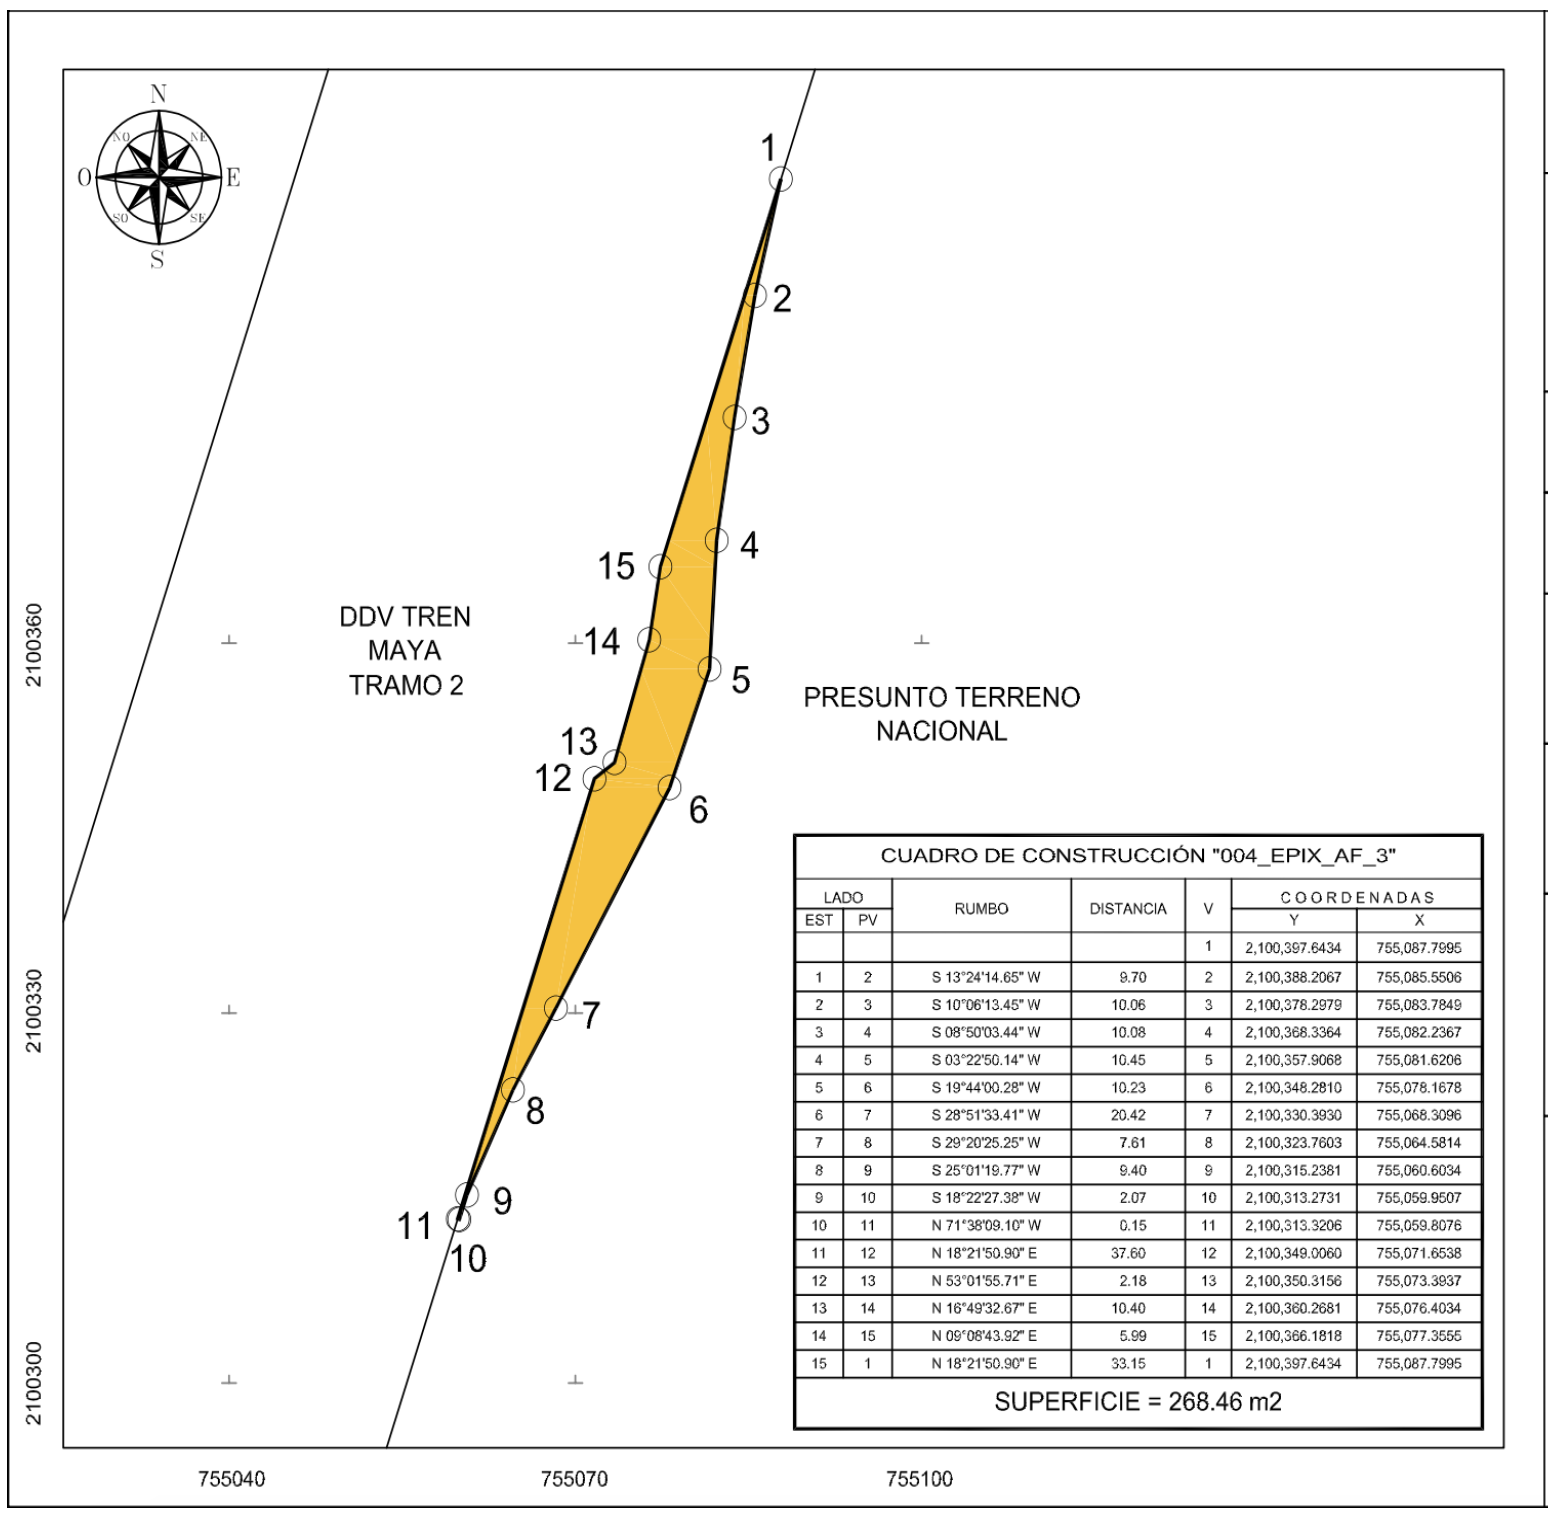 N
NO NE
O E
SO SE
S
1
2
3
4
15
14
5
13
12
6
7
8
9
11
10
DDV TREN
MAYA
TRAMO 2
PRESUNTO TERRENO
NACIONAL
2100360
2100330
2100300
755040 755070 755100
CUADRO DE CONSTRUCCIÓN "004_EPIX_AF_3"
LADO RUMBO DISTANCIA V COORDENADAS
EST PV Y X
1 2,100,397.6434 755,087.7995
1 2 S 13°24'14.65" W 9.70 2 2,100,388.2067 755,085.5506
2 3 S 10°06'13.45" W 10.06 3 2,100,378.2979 755,083.7849
3 4 S 08°50'03.44" W 10.08 4 2,100,368.3364 755,082.2367
4 5 S 03°22'50.14" W 10.45 5 2,100,357.9068 755,081.6206
5 6 S 19°44'00.28" W 10.23 6 2,100,348.2810 755,078.1678
6 7 S 28°51'33.41" W 20.42 7 2,100,330.3930 755,068.3096
7 8 S 29°20'25.25" W 7.61 8 2,100,323.7603 755,064.5814
8 9 S 25°01'19.77" W 9.40 9 2,100,315.2381 755,060.6034
9 10 S 18°22'27.38" W 2.07 10 2,100,313.2731 755,059.9507
10 11 N 71°38'09.10" W 0.15 11 2,100,313.3206 755,059.8076
11 12 N 18°21'50.90" E 37.60 12 2,100,349.0060 755,071.6538
12 13 N 53°01'55.71" E 2.18 13 2,100,350.3156 755,073.3937
13 14 N 16°49'32.67" E 10.40 14 2,100,360.2681 755,076.4034
14 15 N 09°08'43.92" E 5.99 15 2,100,366.1818 755,077.3555
15 1 N 18°21'50.90" E 33.15 1 2,100,397.6434 755,087.7995
SUPERFICIE = 268.46 m2